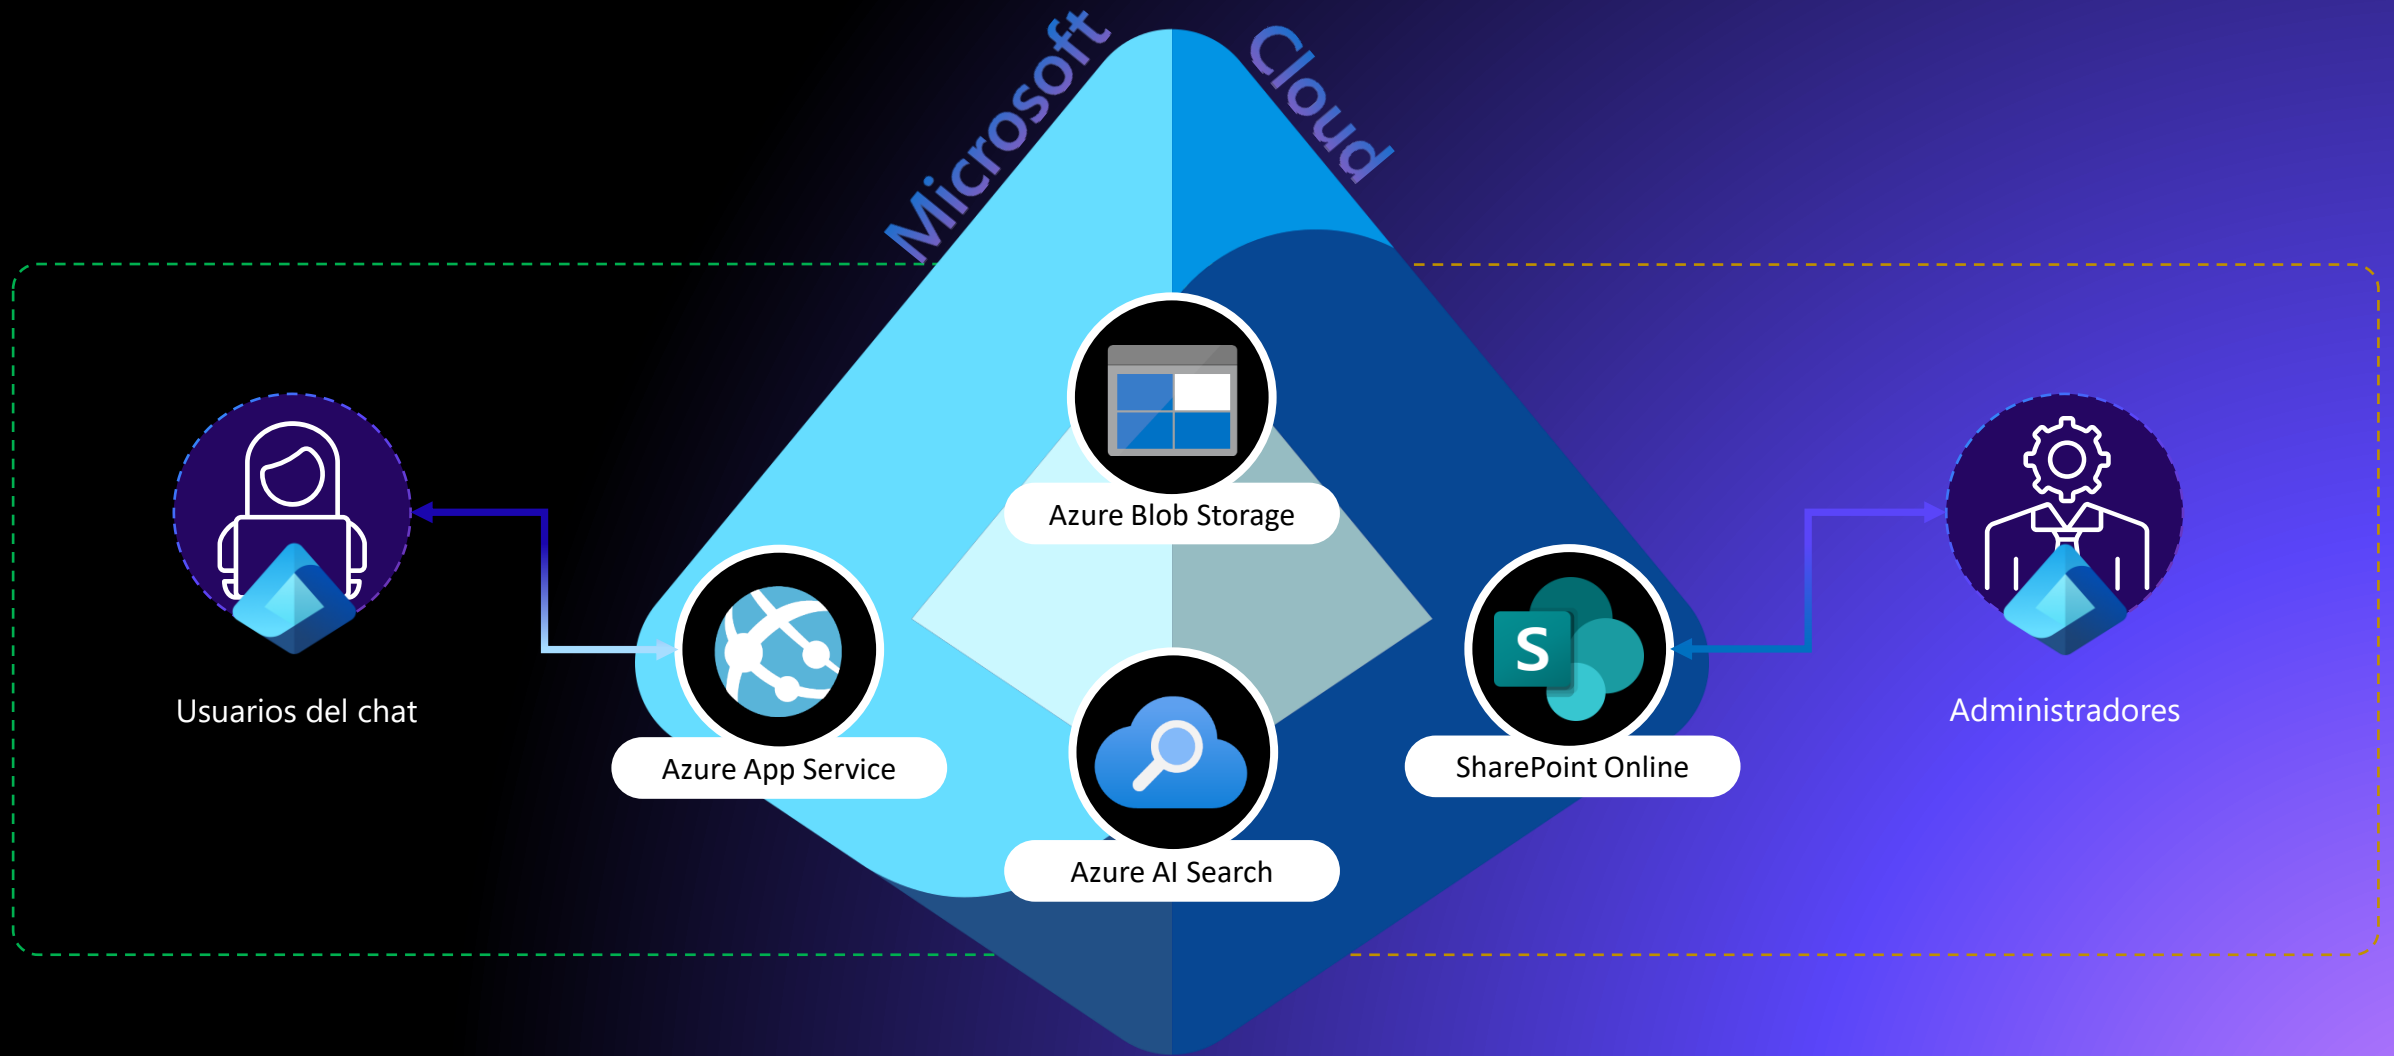 Microsoft
Cloud
Azure Blob Storage
S
Usuarios del chat
Administradores
Azure App Service
SharePoint Online
Azure AI Search